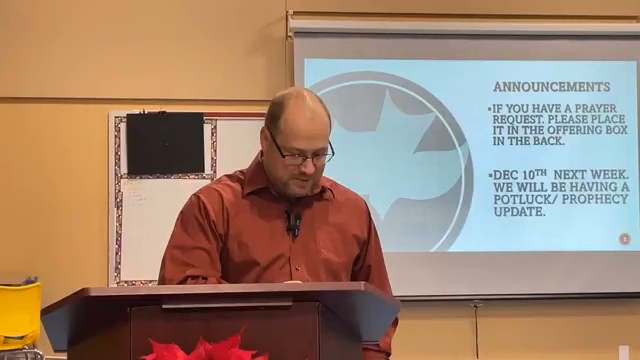 ANNOUNCEMENTS
•IF YOU HAVE A PRAYER
REQUEST. PLEASE PLACE
IT IN THE OFFERING BOX
IN THE BACK.
•DEC 10TH NEXT WEEK.
WE WILL BE HAVING A
POTLUCK/ PROPHECY
UPDATE.